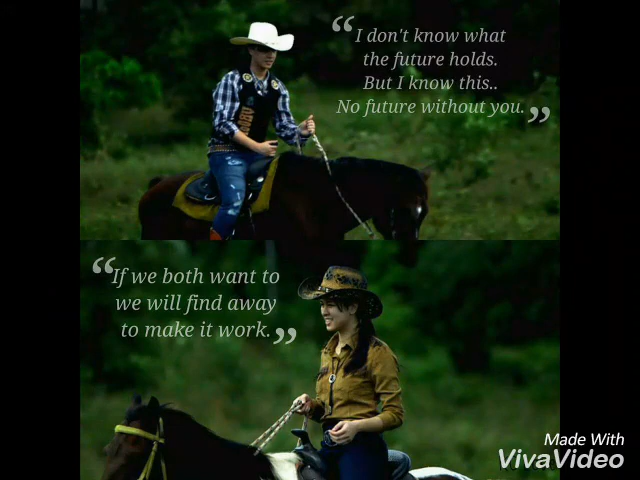 “I don't know what
the future holds.
But I know this..
No future without you.”
“If we both want to
we will find away
to make it work.”
Made With
VivaVideo